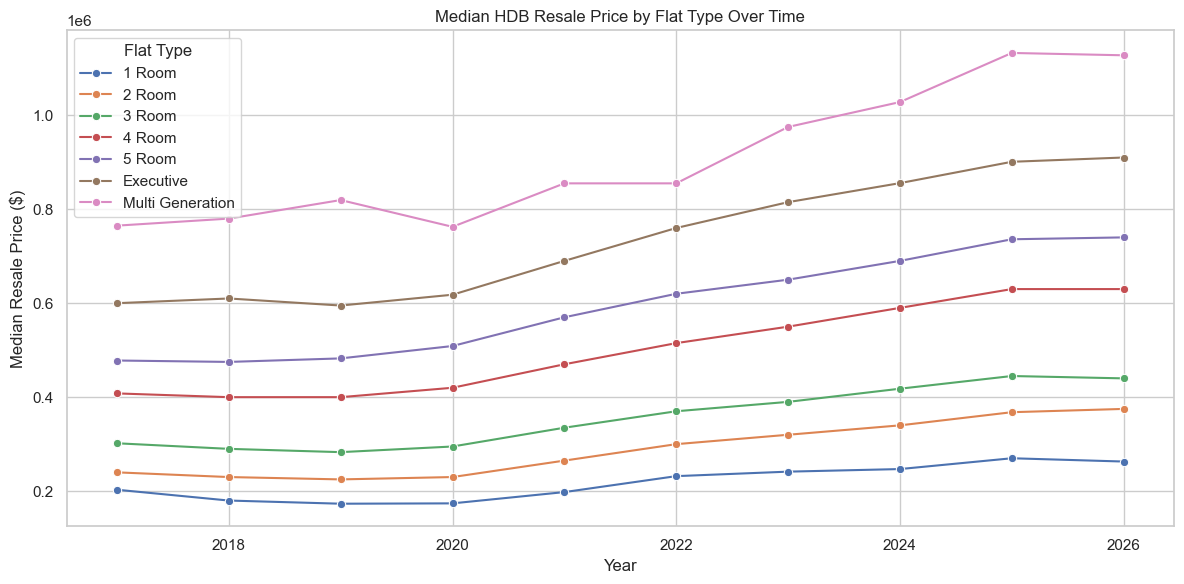 Median HDB Resale Price by Flat Type Over Time
1e6
Flat Type
1 Room
2 Room
3 Room
4 Room
5 Room
Executive
Multi Generation
Median Resale Price ($)
1.0
0.8
0.6
0.4
0.2
2018 2020 2022 2024 2026
Year